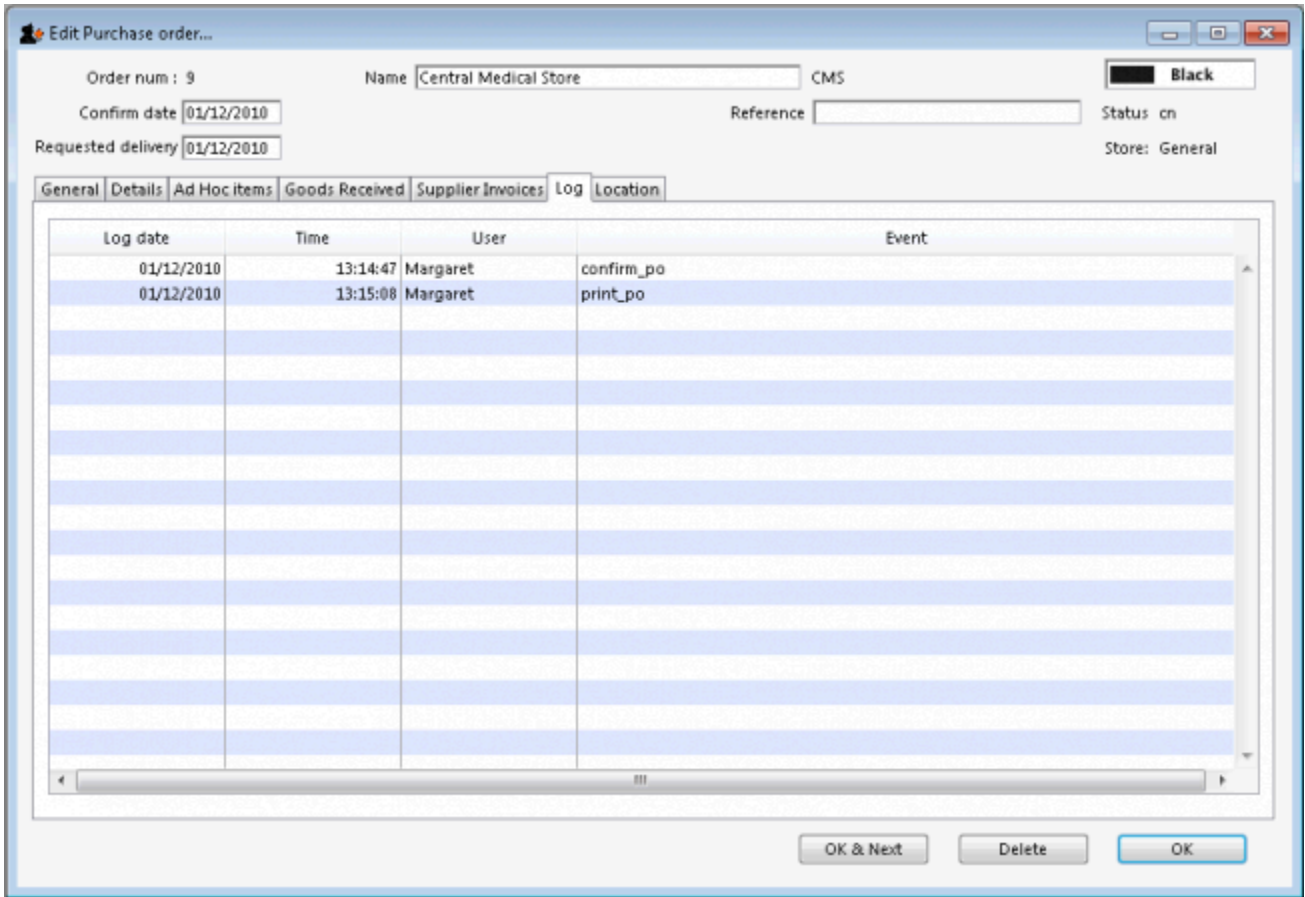 Edit Purchase order...
Order num : 9 Name Central Medical Store CMS Black
Confirm date 01/12/2010 Reference Status cn
Requested delivery 01/12/2010 Store: General
General Details Ad Hoc items Goods Received Supplier Invoices Log Location
Log date Time User Event
01/12/2010 13:14:47 Margaret confirm_po
01/12/2010 13:15:08 Margaret print_po
OK & Next Delete OK